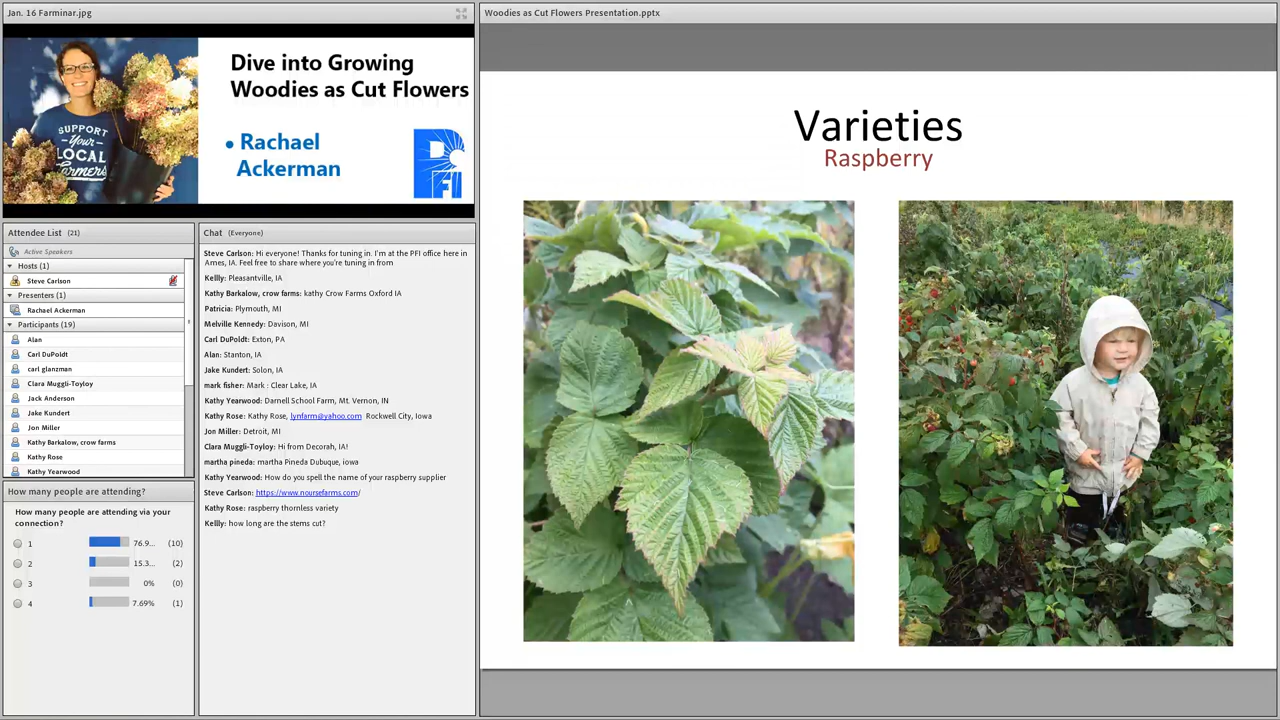 Jan. 16 Farminar.jpg
Dive into Growing
Woodies as Cut Flowers
• Rachael
Ackerman
SUPPORT
Your
LOCAL
Farmers
PFI
Attendee List (21)
Active Speakers
Hosts (1)
Steve Carlson
Presenters (1)
Rachael Ackerman
Participants (19)
Alan
Carl DuPoldt
carl glanzman
Clara Muggli-Toyloy
Jack Anderson
Jake Kundert
Jon Miller
Kathy Barkalow, crow farms
Kathy Rose
Kathy Yearwood
How many people are attending?
How many people are attending via your
connection?
1 76.9... (10)
2 15.3... (2)
3 0% (0)
4 7.69% (1)
Chat (Everyone)
Steve Carlson: Hi everyone! Thanks for tuning in. I'm at the PFI office here in
Ames, IA. Feel free to share where you're tuning in from
Kellly: Pleasantville, IA
Kathy Barkalow, crow farms: kathy Crow Farms Oxford IA
Patricia: Plymouth, MI
Melville Kennedy: Davison, MI
Carl DuPoldt: Exton, PA
Alan: Stanton, IA
Jake Kundert: Solon, IA
mark fisher: Mark : Clear Lake, IA
Kathy Yearwood: Darnell School Farm, Mt. Vernon, IN
Kathy Rose: Kathy Rose, lynfarm@yahoo.com Rockwell City, Iowa
Jon Miller: Detroit, MI
Clara Muggli-Toyloy: Hi from Decorah, IA!
martha pineda: martha Pineda Dubuque, iowa
Kathy Yearwood: How do you spell the name of your raspberry supplier
Steve Carlson: https://www.noursefarms.com/
Kathy Rose: raspberry thornless variety
Kellly: how long are the stems cut?
Woodies as Cut Flowers Presentation.pptx
Varieties
Raspberry